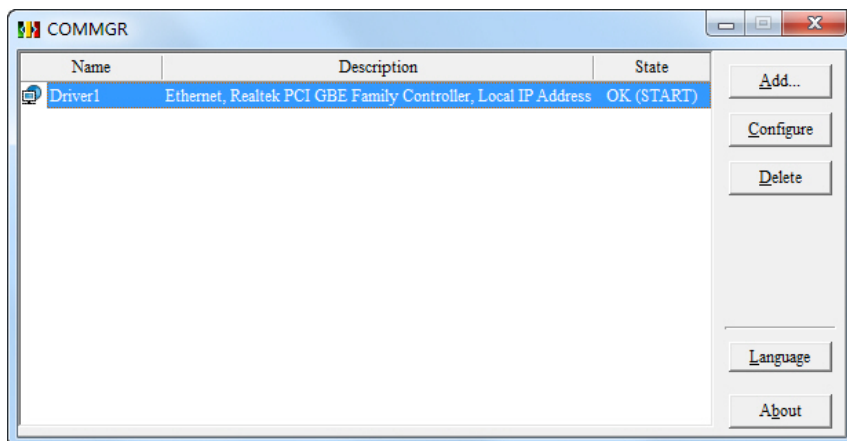 COMMGR
Name Description State
Driver1 Ethernet, Realtek PCI GBE Family Controller, Local IP Address OK (START)
Add...
Configure
Delete
Language
About